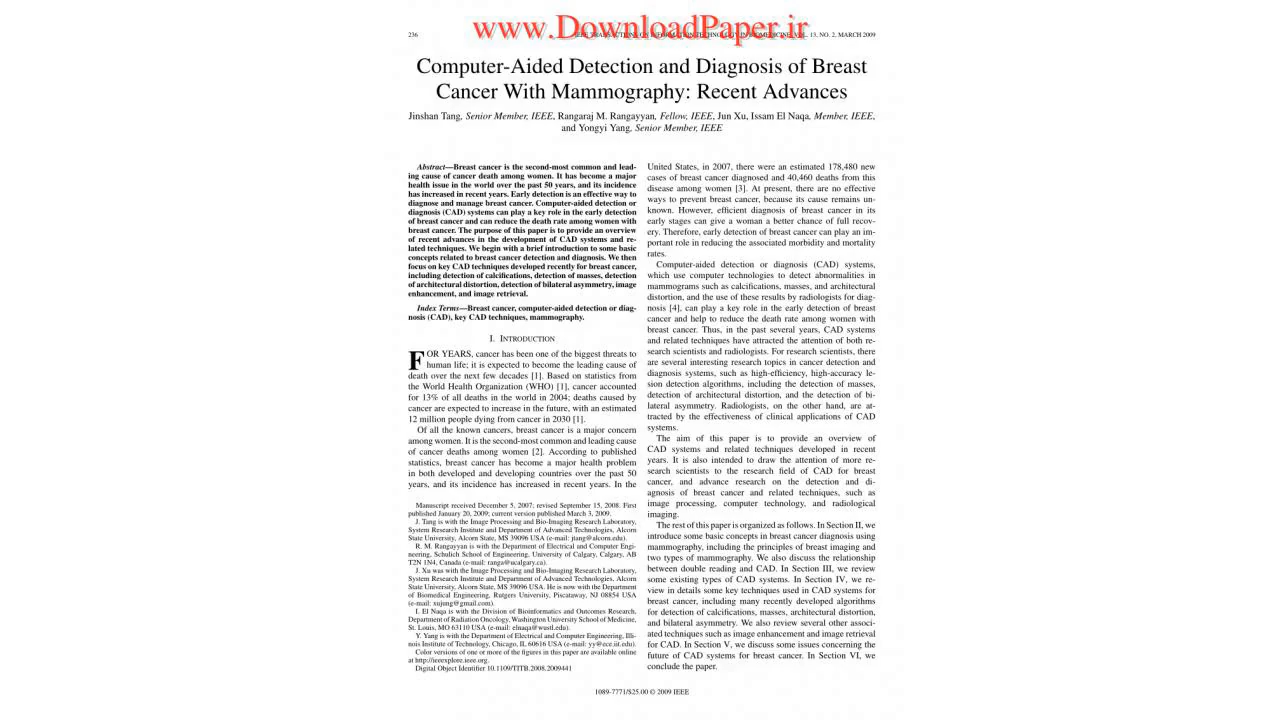 www.DownloadPaper.ir
236
IEEE TRANSACTIONS ON INFORMATION TECHNOLOGY IN BIOMEDICINE, VOL. 13, NO. 2, MARCH 2009
Computer-Aided Detection and Diagnosis of Breast
Cancer With Mammography: Recent Advances
Jinshan Tang, Senior Member, IEEE, Rangaraj M. Rangayyan, Fellow, IEEE, Jun Xu, Issam El Naqa, Member, IEEE,
and Yongyi Yang, Senior Member, IEEE
Abstract—Breast cancer is the second-most common and lead-
ing cause of cancer death among women. It has become a major
health issue in the world over the past 50 years, and its incidence
has increased in recent years. Early detection is an effective way to
diagnose and manage breast cancer. Computer-aided detection or
diagnosis (CAD) systems can play a key role in the early detection
of breast cancer and can reduce the death rate among women with
breast cancer. The purpose of this paper is to provide an overview
of recent advances in the development of CAD systems and re-
lated techniques. We begin with a brief introduction to some basic
concepts related to breast cancer detection and diagnosis. We then
focus on key CAD techniques developed recently for breast cancer,
including detection of calcifications, detection of masses, detection
of architectural distortion, detection of bilateral asymmetry, image
enhancement, and image retrieval.
Index Terms—Breast cancer, computer-aided detection or diag-
nosis (CAD), key CAD techniques, mammography.
I. INTRODUCTION
FOR YEARS, cancer has been one of the biggest threats to
human life; it is expected to become the leading cause of
death over the next few decades [1]. Based on statistics from
the World Health Organization (WHO) [1], cancer accounted
for 13% of all deaths in the world in 2004; deaths caused by
cancer are expected to increase in the future, with an estimated
12 million people dying from cancer in 2030 [1].
Of all the known cancers, breast cancer is a major concern
among women. It is the second-most common and leading cause
of cancer deaths among women [2]. According to published
statistics, breast cancer has become a major health problem
in both developed and developing countries over the past 50
years, and its incidence has increased in recent years. In the
Manuscript received December 5, 2007; revised September 15, 2008. First
published January 20, 2009; current version published March 3, 2009.
J. Tang is with the Image Processing and Bio-Imaging Research Laboratory,
System Research Institute and Department of Advanced Technologies, Alcorn
State University, Alcorn State, MS 39096 USA (e-mail: jtang@alcorn.edu).
R. M. Rangayyan is with the Department of Electrical and Computer Engi-
neering, Schulich School of Engineering, University of Calgary, Calgary, AB
T2N 1N4, Canada (e-mail: ranga@ucalgary.ca).
J. Xu was with the Image Processing and Bio-Imaging Research Laboratory,
System Research Institute and Department of Advanced Technologies, Alcorn
State University, Alcorn State, MS 39096 USA. He is now with the Department
of Biomedical Engineering, Rutgers University, Piscataway, NJ 08854 USA
(e-mail: xujung@gmail.com).
I. El Naqa is with the Division of Bioinformatics and Outcomes Research,
Department of Radiation Oncology, Washington University School of Medicine,
St. Louis, MO 63110 USA (e-mail: elnaqa@wustl.edu).
Y. Yang is with the Department of Electrical and Computer Engineering, Illi-
nois Institute of Technology, Chicago, IL 60616 USA (e-mail: yy@ece.iit.edu).
Color versions of one or more of the figures in this paper are available online
at http://ieeexplore.ieee.org.
Digital Object Identifier 10.1109/TITB.2008.2009441
United States, in 2007, there were an estimated 178,480 new
cases of breast cancer diagnosed and 40,460 deaths from this
disease among women [3]. At present, there are no effective
ways to prevent breast cancer, because its cause remains un-
known. However, efficient diagnosis of breast cancer in its
early stages can give a woman a better chance of full recov-
ery. Therefore, early detection of breast cancer can play an im-
portant role in reducing the associated morbidity and mortality
rates.
Computer-aided detection or diagnosis (CAD) systems,
which use computer technologies to detect abnormalities in
mammograms such as calcifications, masses, and architectural
distortion, and the use of these results by radiologists for diag-
nosis [4], can play a key role in the early detection of breast
cancer and help to reduce the death rate among women with
breast cancer. Thus, in the past several years, CAD systems
and related techniques have attracted the attention of both re-
search scientists and radiologists. For research scientists, there
are several interesting research topics in cancer detection and
diagnosis systems, such as high-efficiency, high-accuracy le-
sion detection algorithms, including the detection of masses,
detection of architectural distortion, and the detection of bi-
lateral asymmetry. Radiologists, on the other hand, are at-
tracted by the effectiveness of clinical applications of CAD
systems.
The aim of this paper is to provide an overview of
CAD systems and related techniques developed in recent
years. It is also intended to draw the attention of more re-
search scientists to the research field of CAD for breast
cancer, and advance research on the detection and di-
agnosis of breast cancer and related techniques, such as
image processing, computer technology, and radiological
imaging.
The rest of this paper is organized as follows. In Section II, we
introduce some basic concepts in breast cancer diagnosis using
mammography, including the principles of breast imaging and
two types of mammography. We also discuss the relationship
between double reading and CAD. In Section III, we review
some existing types of CAD systems. In Section IV, we re-
view in details some key techniques used in CAD systems for
breast cancer, including many recently developed algorithms
for detection of calcifications, masses, architectural distortion,
and bilateral asymmetry. We also review several other associ-
ated techniques such as image enhancement and image retrieval
for CAD. In Section V, we discuss some issues concerning the
future of CAD systems for breast cancer. In Section VI, we
conclude the paper.
1089-7771/$25.00 © 2009 IEEE